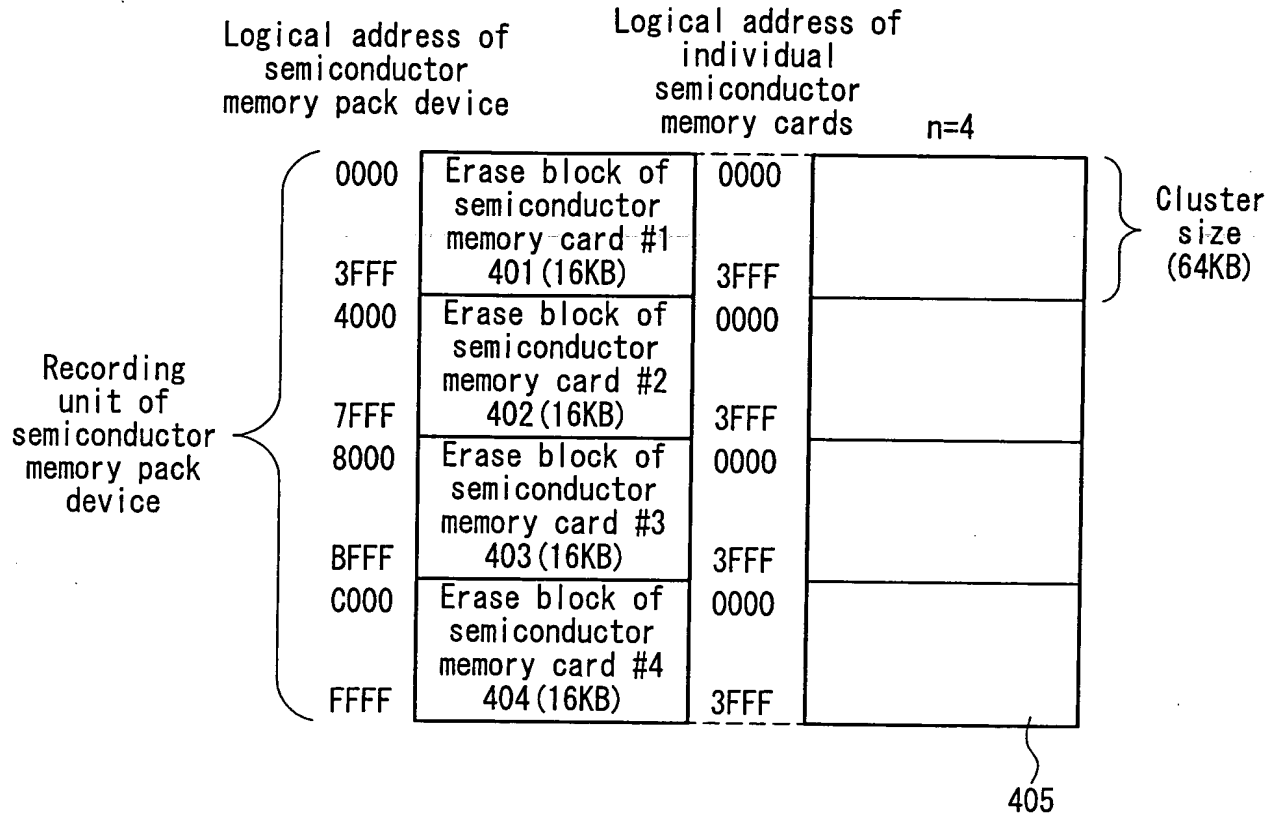 Logical address of
semiconductor
memory pack device
Logical address of
individual
semiconductor
memory cards
n=4
Recording
unit of
semiconductor
memory pack
device
0000
3FFF
4000
7FFF
8000
BFFF
C000
FFFF
Erase block of
semiconductor
memory card #1
401(16KB)
Erase block of
semiconductor
memory card #2
402(16KB)
Erase block of
semiconductor
memory card #3
403(16KB)
Erase block of
semiconductor
memory card #4
404(16KB)
0000
3FFF
0000
3FFF
0000
3FFF
0000
3FFF
Cluster
size
(64KB)
405